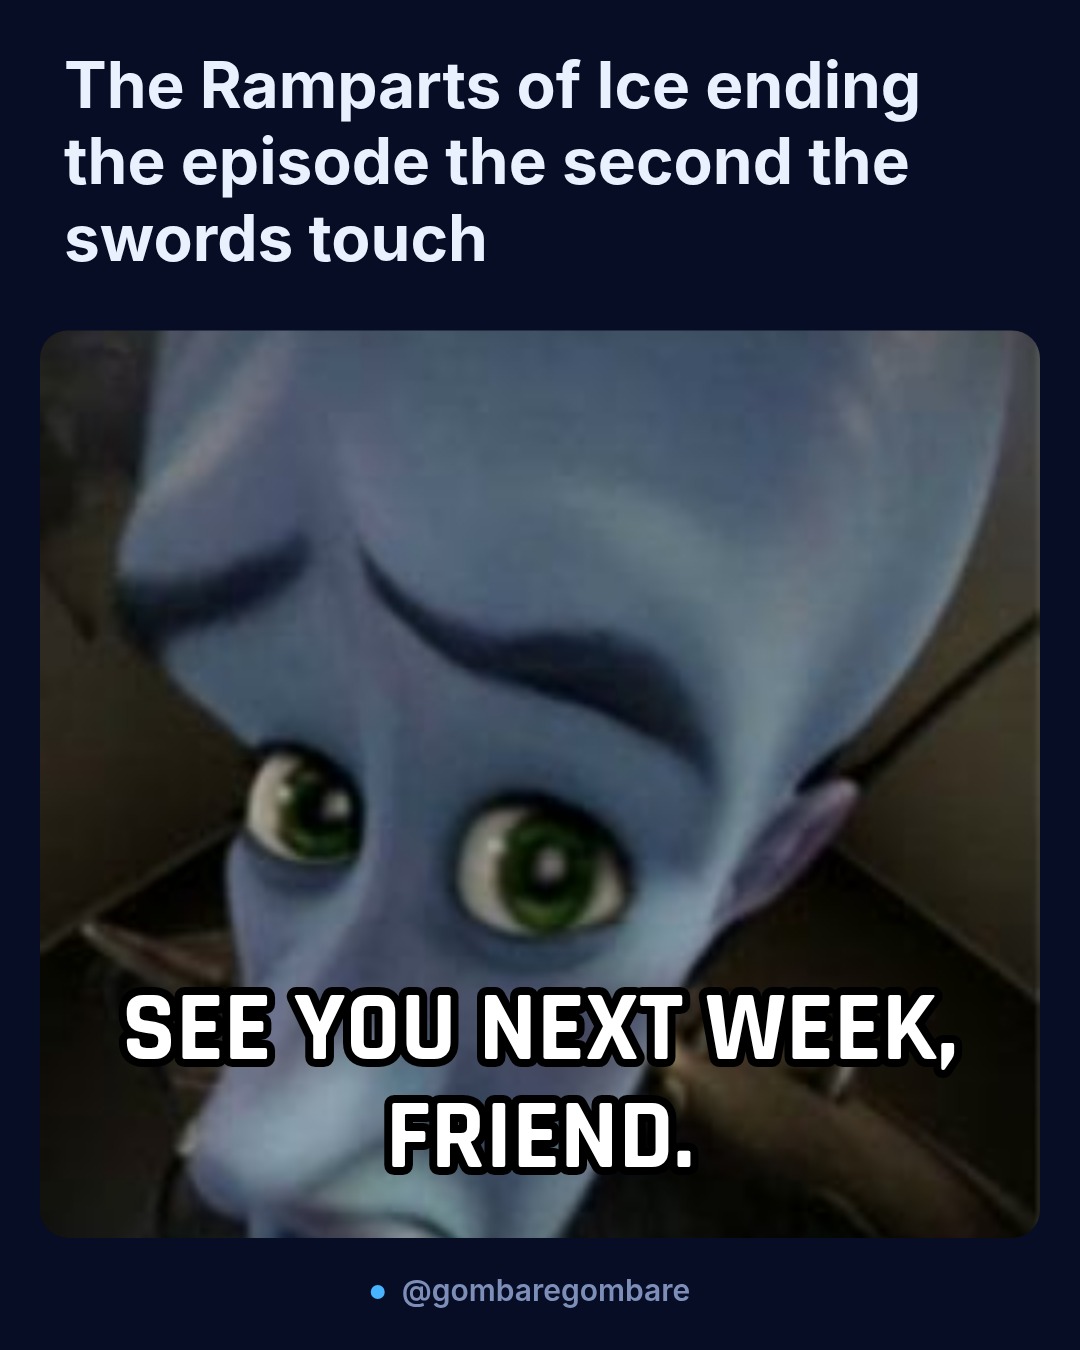 The Ramparts of Ice ending
the episode the second the
swords touch
SEE YOU NEXT WEEK,
FRIEND.
@gombaregombare